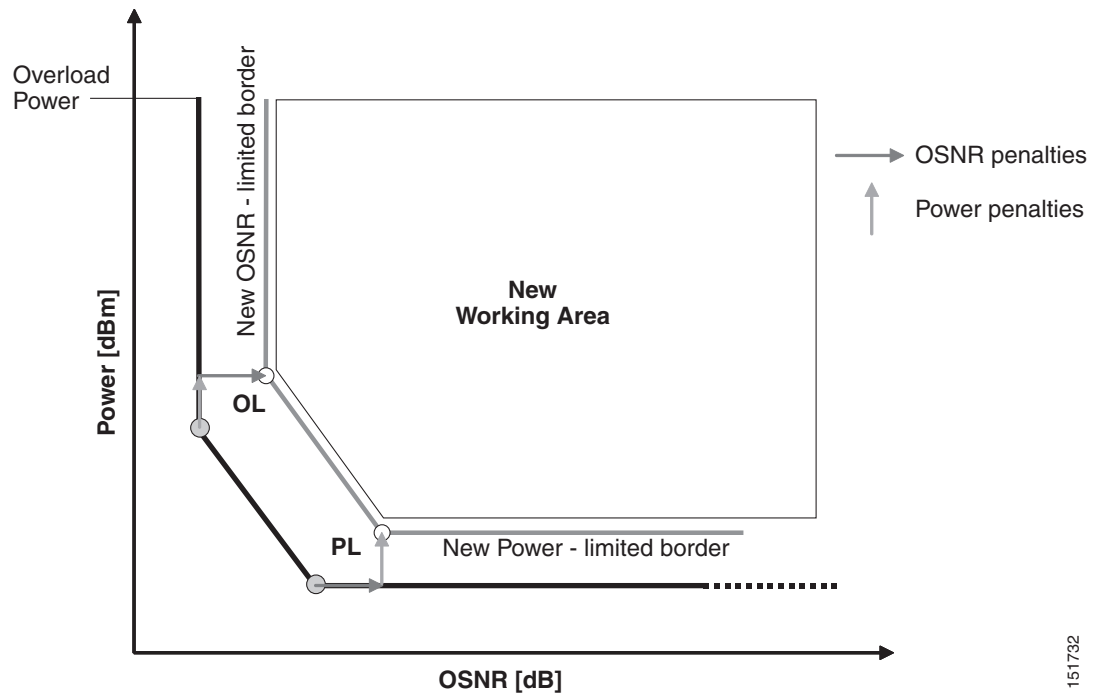 Overload
Power
New OSNR - limited border
OSNR penalties
Power penalties
New
Working Area
Power [dBm]
OL
PL
New Power - limited border
OSNR [dB]
151732